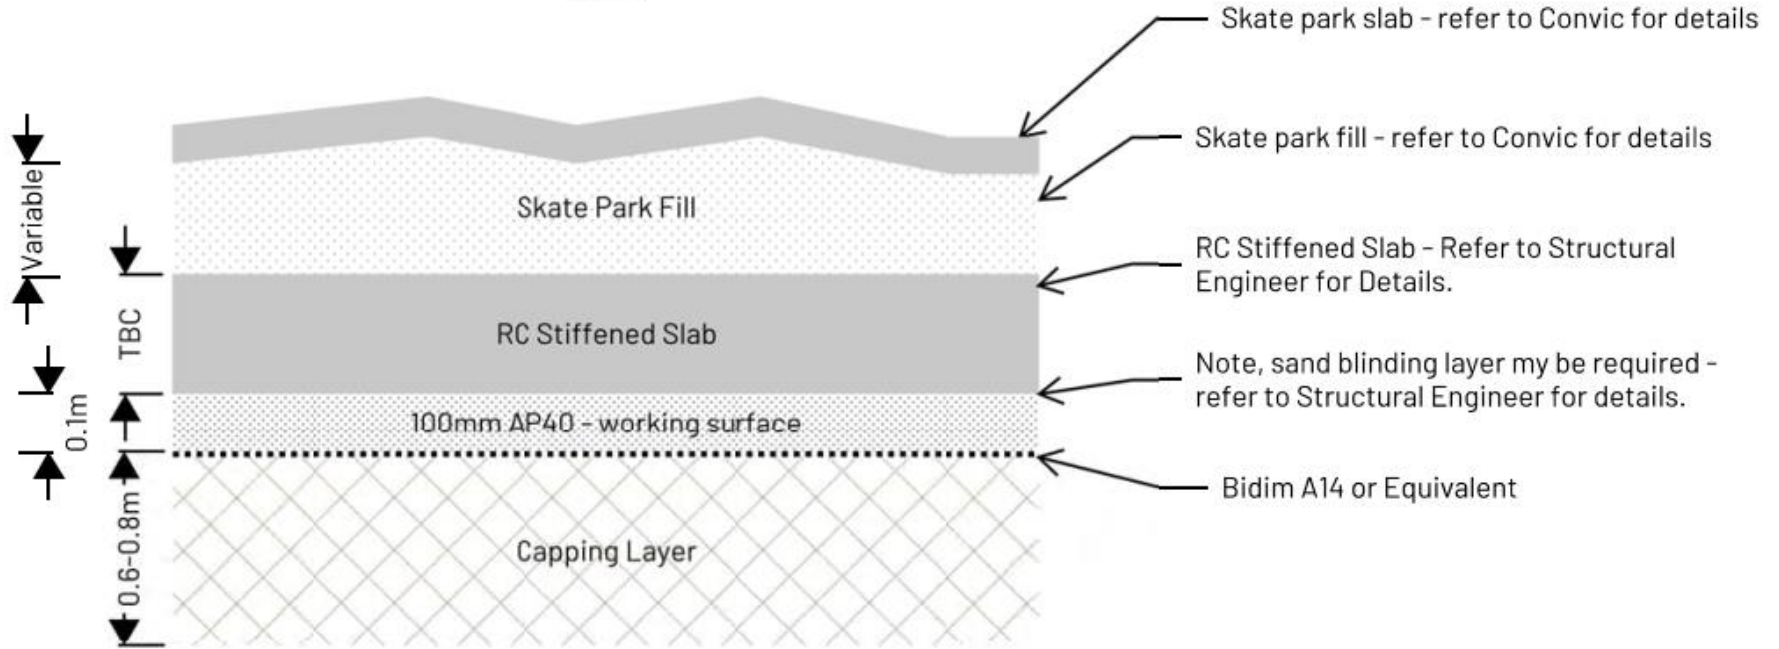 Skate park slab - refer to Convic for details
Skate park fill - refer to Convic for details
Variable
Skate Park Fill
RC Stiffened Slab - Refer to Structural
Engineer for Details.
TBC
RC Stiffened Slab
Note, sand blinding layer my be required -
refer to Structural Engineer for details.
0.1m
100mm AP40 - working surface
Bidim A14 or Equivalent
0.6-0.8m
Capping Layer